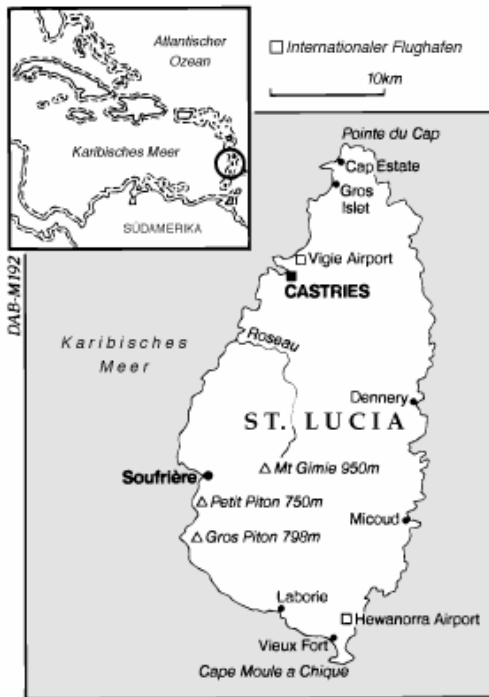 Atlantischer
Ozean
Karibisches Meer
SÜDAMERIKA
Internationaler Flughafen
10km
Pointe du Cap
Cap Estate
Gros
Islet
Vigie Airport
CASTRIES
DAB-M192
Karibisches
Meer
Roseau
Dennery
ST. LUCIA
Mt Gimie 950m
Soufrière
Petit Piton 750m
Gros Piton 798m
Micoud
Laborie
Hewanorra Airport
Vieux Fort
Cape Moule a Chique